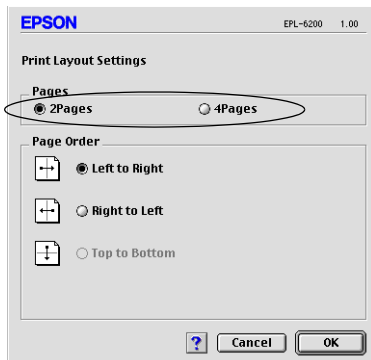 EPSON EPL-6200 1.00
Print Layout Settings
Pages
2Pages 4Pages
Page Order
Left to Right
Right to Left
Top to Bottom
? Cancel OK